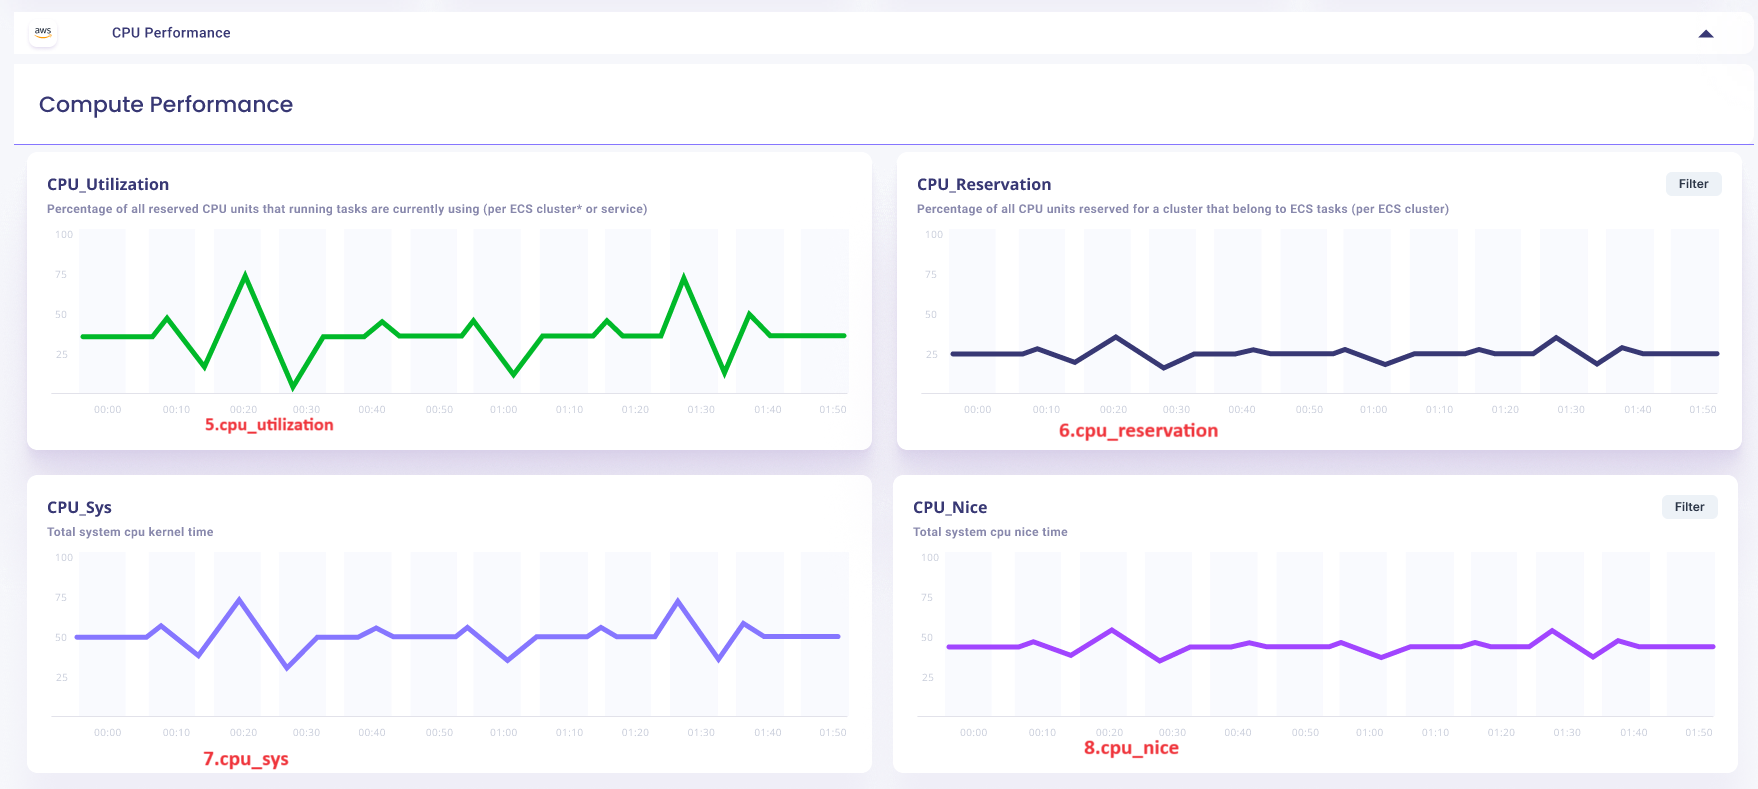 aws
CPU Performance
Compute Performance
CPU_Utilization
Percentage of all reserved CPU units that running tasks are currently using (per ECS cluster* or service)
100
75
50
25
00:00 00:10 00:20 00:30 00:40 00:50 01:00 01:10 01:20 01:30 01:40 01:50
5.cpu_utilization
CPU_Reservation
Filter
Percentage of all CPU units reserved for a cluster that belong to ECS tasks (per ECS cluster)
100
75
50
25
00:00 00:10 00:20 00:30 00:40 00:50 01:00 01:10 01:20 01:30 01:40 01:50
6.cpu_reservation
CPU_Sys
Total system cpu kernel time
100
75
50
25
00:00 00:10 00:20 00:30 00:40 00:50 01:00 01:10 01:20 01:30 01:40 01:50
7.cpu_sys
CPU_Nice
Filter
Total system cpu nice time
100
75
50
25
00:00 00:10 00:20 00:30 00:40 00:50 01:00 01:10 01:20 01:30 01:40 01:50
8.cpu_nice